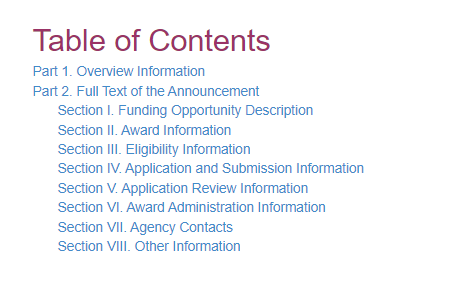 Table of Contents
Part 1. Overview Information
Part 2. Full Text of the Announcement
Section I. Funding Opportunity Description
Section II. Award Information
Section III. Eligibility Information
Section IV. Application and Submission Information
Section V. Application Review Information
Section VI. Award Administration Information
Section VII. Agency Contacts
Section VIII. Other Information